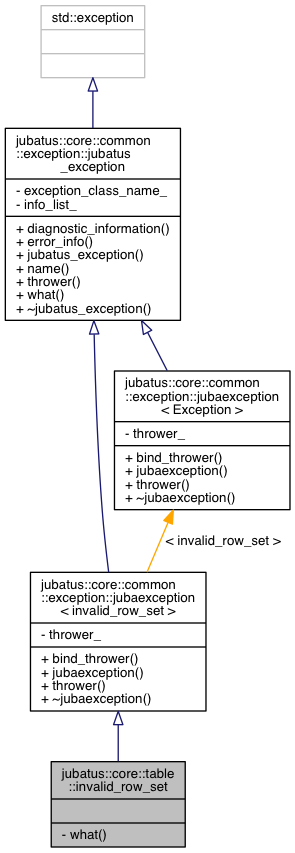 std::exception
jubatus::core::common
::exception::jubatus
_exception
- exception_class_name_
- info_list_
+ diagnostic_information()
+ error_info()
+ jubatus_exception()
+ name()
+ thrower()
+ what()
+ ~jubatus_exception()
jubatus::core::common
::exception::jubaexception
< Exception >
- thrower_
+ bind_thrower()
+ jubaexception()
+ thrower()
+ ~jubaexception()
< invalid_row_set >
jubatus::core::common
::exception::jubaexception
< invalid_row_set >
- thrower_
+ bind_thrower()
+ jubaexception()
+ thrower()
+ ~jubaexception()
jubatus::core::table
::invalid_row_set
- what()